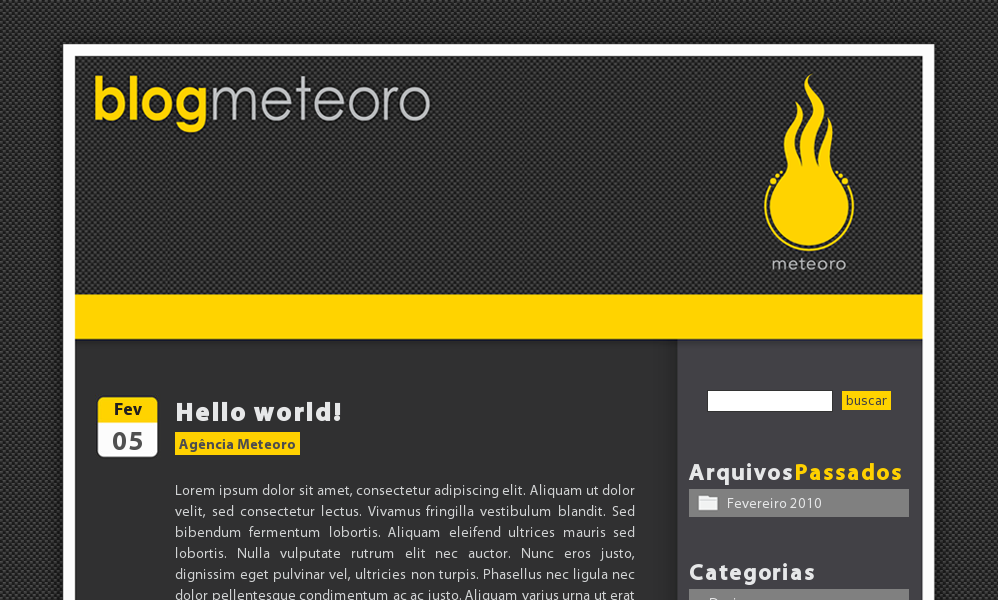 blogmeteoro
meteoro
Fev
05
Hello world!
Agência Meteoro
Lorem ipsum dolor sit amet, consectetur adipiscing elit. Aliquam ut dolor
velit, sed consectetur lectus. Vivamus fringilla vestibulum blandit. Sed
bibendum fermentum lobortis. Aliquam eleifend ultrices mauris sed
lobortis. Nulla vulputate rutrum elit nec auctor. Nunc eros justo,
dignissim eget pulvinar vel, ultricies non turpis. Phasellus nec ligula nec
dolor pellentesque condimentum ac ac justo. Aliquam varius urna ut erat
buscar
ArquivosPassados
Fevereiro 2010
Categorias